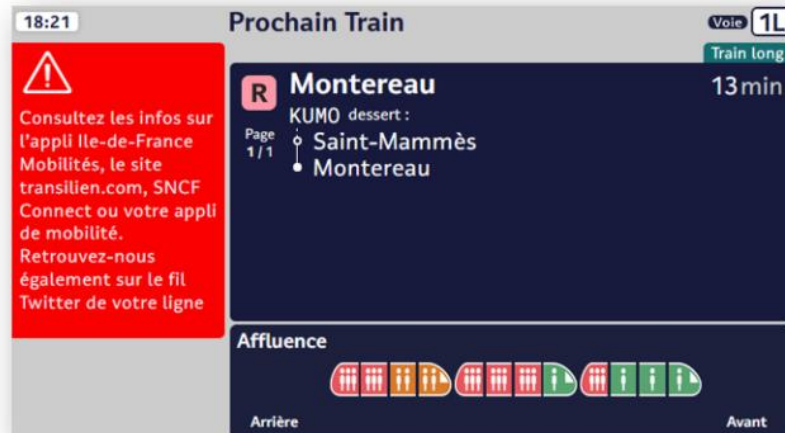 18:21
Prochain Train
Voie 1L
Train long
Consultez les infos sur
l'appli Ile-de-France
Mobilités, le site
transilien.com, SNCF
Connect ou votre appli
de mobilité.
Retrouvez-nous
également sur le fil
Twitter de votre ligne
R Montereau
13 min
KUMO dessert :
Page
1/1
Saint-Mammès
Montereau
Affluence
Arrière
Avant